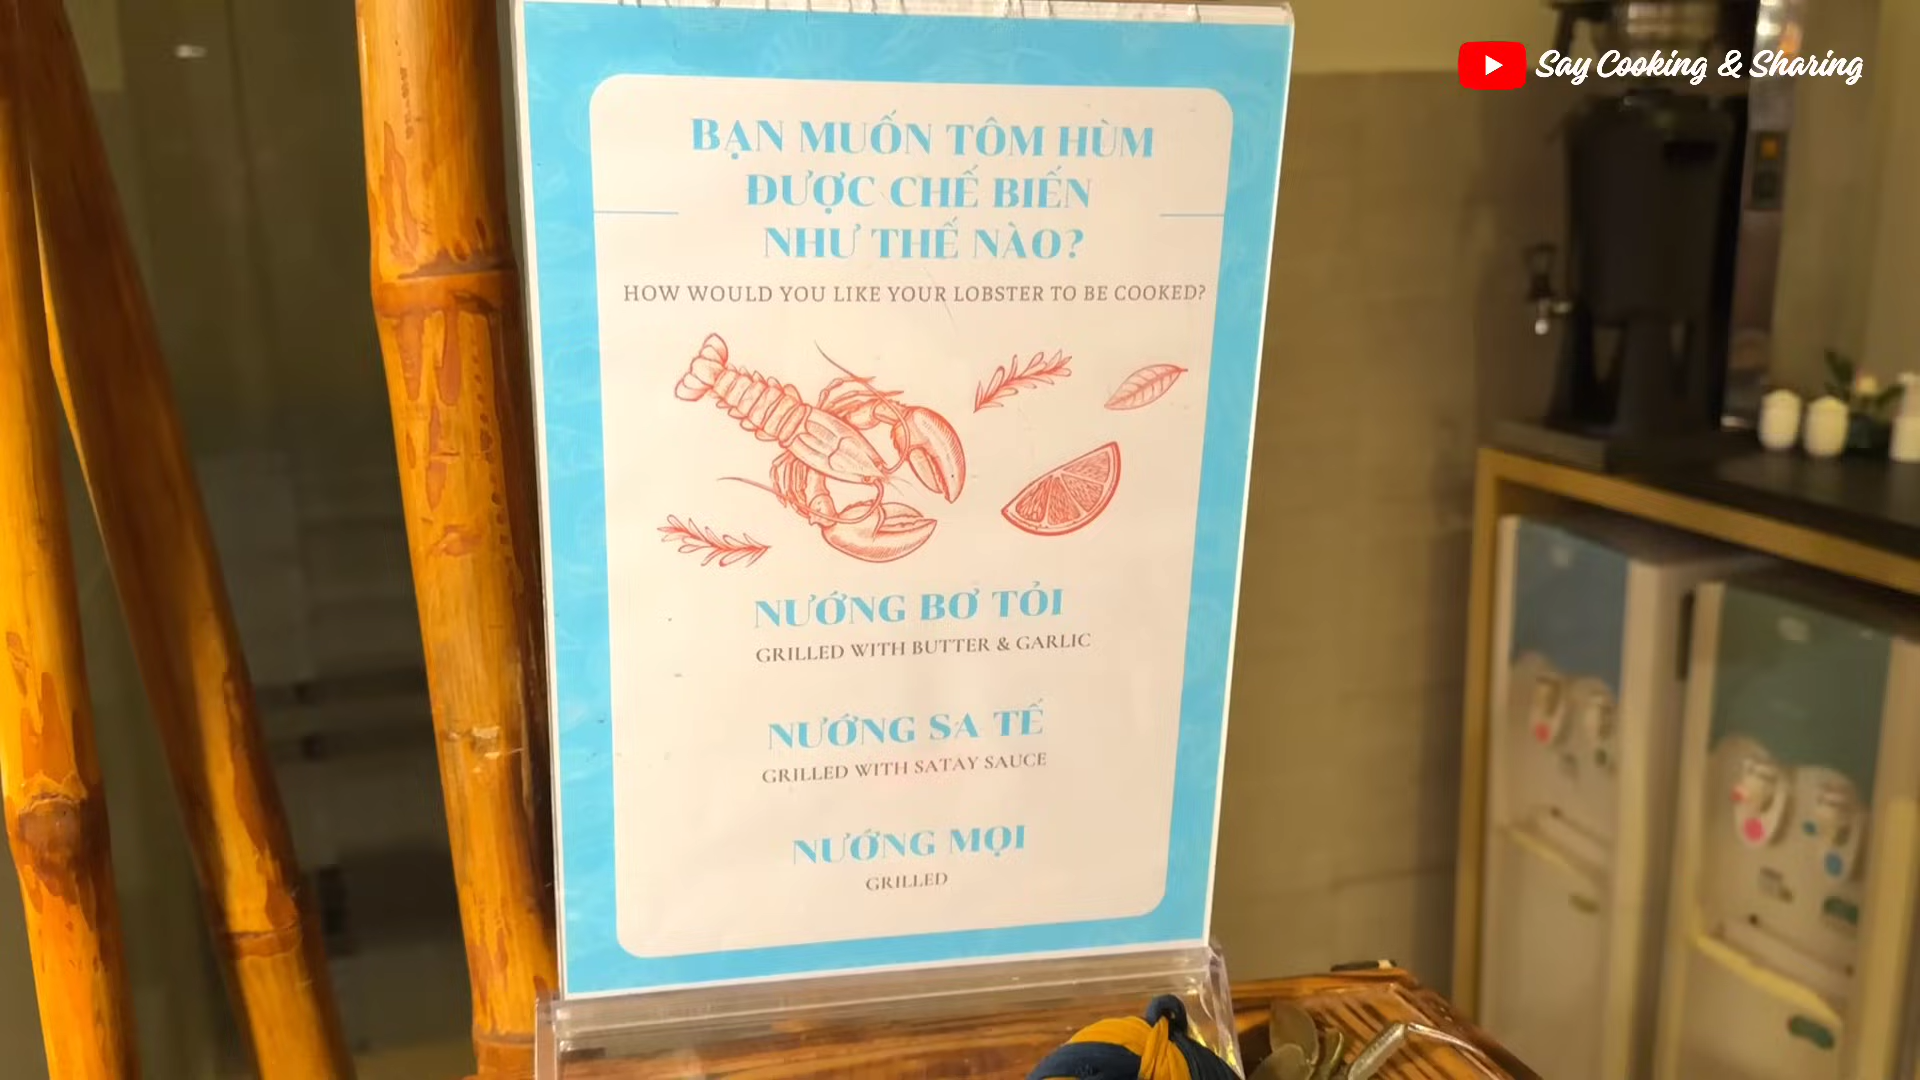 Say Cooking & Sharing
BẠN MUỐN TÔM HÙM
ĐƯỢC CHẾ BIẾN
NHƯ THẾ NÀO?
HOW WOULD YOU LIKE YOUR LOBSTER TO BE COOKED?
NƯỚNG BƠ TỎI
GRILLED WITH BUTTER & GARLIC
NƯỚNG SA TẾ
GRILLED WITH SATAY SAUCE
NƯỚNG MỌI
GRILLED